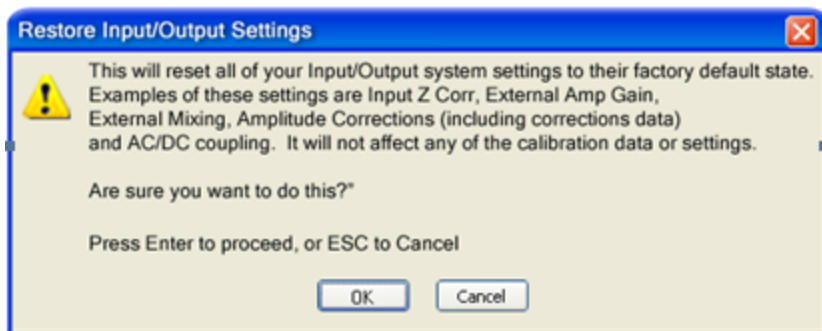 Restore Input/Output Settings
This will reset all of your Input/Output system settings to their factory default state.
Examples of these settings are Input Z Corr, External Amp Gain,
External Mixing, Amplitude Corrections (including corrections data)
and AC/DC coupling.  It will not affect any of the calibration data or settings.
Are sure you want to do this?"
Press Enter to proceed, or ESC to Cancel
OK
Cancel